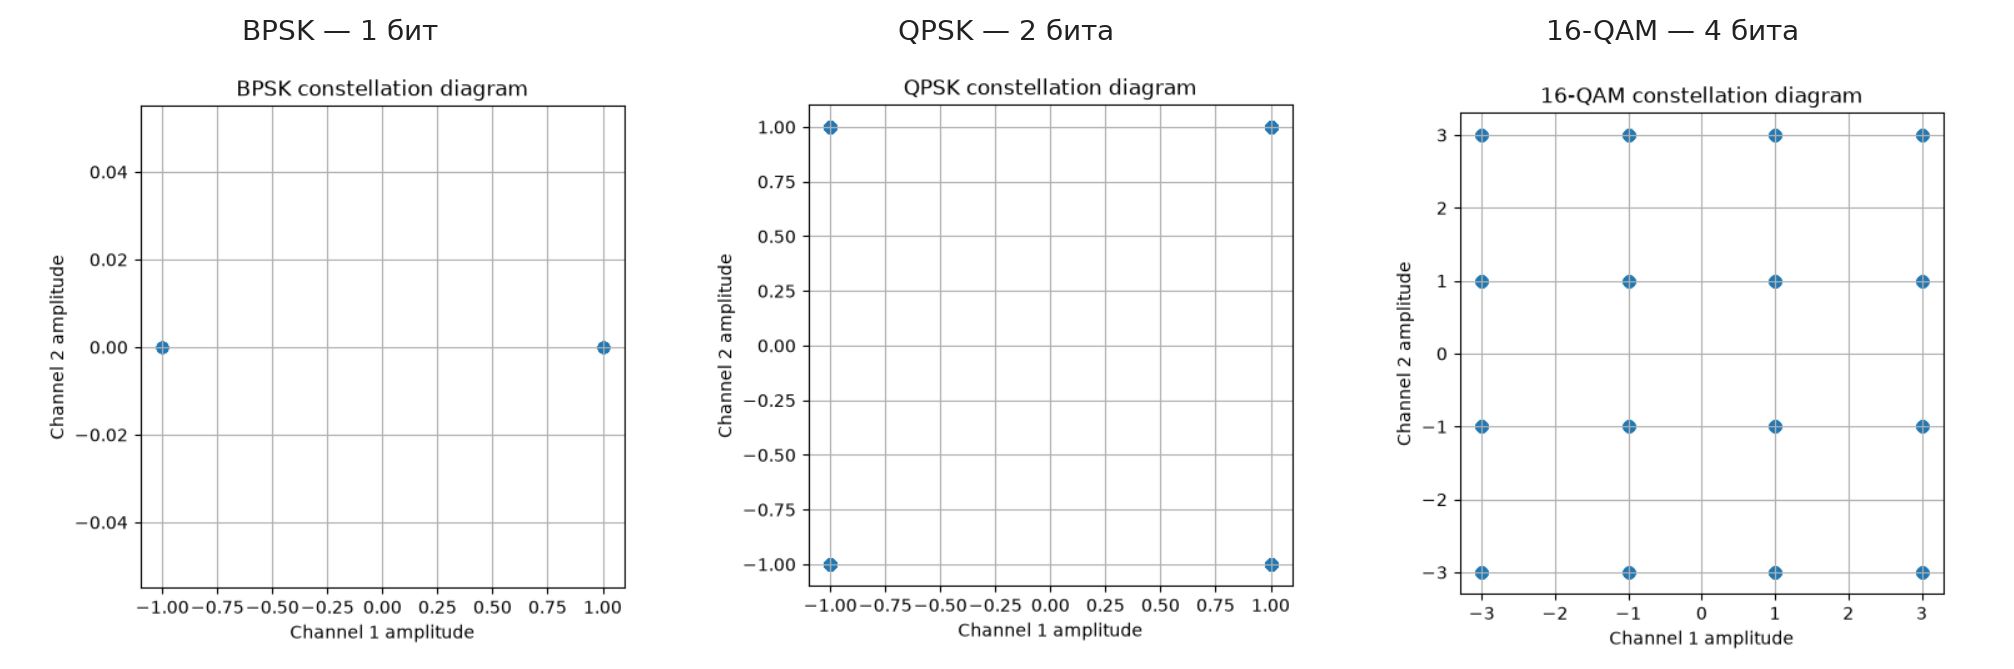 BPSK — 1 бит
QPSK — 2 бита
16-QAM — 4 бита
BPSK constellation diagram
0.04
0.02
0.00
−0.02
−0.04
Channel 2 amplitude
−1.00 −0.75 −0.50 −0.25 0.00 0.25 0.50 0.75 1.00
Channel 1 amplitude
QPSK constellation diagram
1.00
0.75
0.50
0.25
0.00
−0.25
−0.50
−0.75
−1.00
Channel 2 amplitude
−1.00 −0.75 −0.50 −0.25 0.00 0.25 0.50 0.75 1.00
Channel 1 amplitude
16-QAM constellation diagram
3
2
1
0
−1
−2
−3
Channel 2 amplitude
−3 −2 −1 0 1 2 3
Channel 1 amplitude